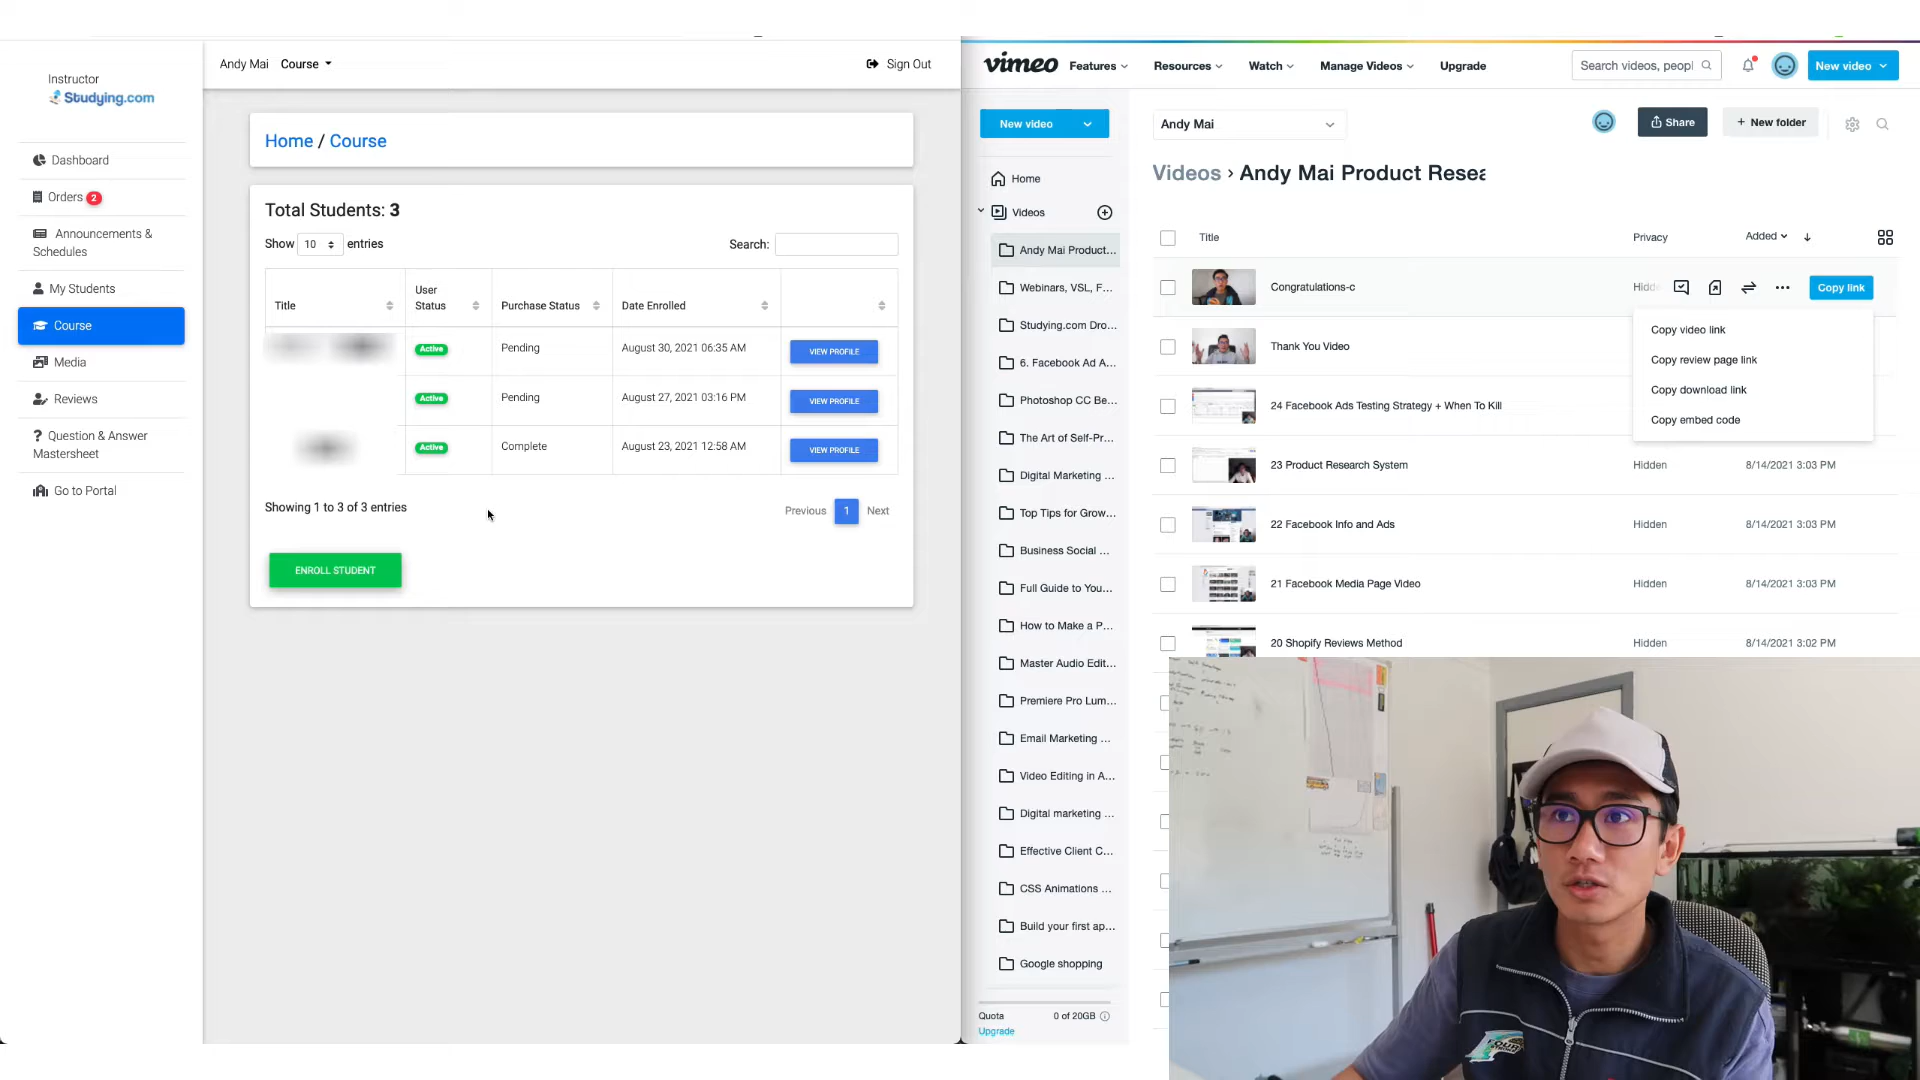 Instructor
Studying.com
Dashboard
Orders 2
Announcements &
Schedules
My Students
Course
Media
Reviews
Question & Answer
Mastersheet
Go to Portal
Andy Mai Course
Sign Out
Home / Course
Total Students: 3
Show 10 entries
Search:
Title
User
Status
Purchase Status
Date Enrolled
Active
Pending
August 30, 2021 06:35 AM
VIEW PROFILE
Active
Pending
August 27, 2021 03:16 PM
VIEW PROFILE
Active
Complete
August 23, 2021 12:58 AM
VIEW PROFILE
Showing 1 to 3 of 3 entries
Previous 1 Next
ENROLL STUDENT
vimeo
Features
Resources
Watch
Manage Videos
Upgrade
Search videos, peopl
New video
New video
Home
Videos
Andy Mai Product...
Webinars, VSL, F...
Studying.com Dro...
6. Facebook Ad A...
Photoshop CC Be...
The Art of Self-Pr...
Digital Marketing ...
Top Tips for Grow...
Business Social ...
Full Guide to You...
How to Make a P...
Master Audio Edit...
Premiere Pro Lum...
Email Marketing ...
Video Editing in A...
Digital marketing ...
Effective Client C...
CSS Animations ...
Build your first ap...
Google shopping
Quota 0 of 20GB
Upgrade
Andy Mai
Share
+ New folder
Videos › Andy Mai Product Resea
Title
Privacy
Added
Congratulations-c
Hidd
Copy link
Copy video link
Copy review page link
Copy download link
Copy embed code
Thank You Video
24 Facebook Ads Testing Strategy + When To Kill
23 Product Research System
Hidden
8/14/2021 3:03 PM
22 Facebook Info and Ads
Hidden
8/14/2021 3:03 PM
21 Facebook Media Page Video
Hidden
8/14/2021 3:03 PM
20 Shopify Reviews Method
Hidden
8/14/2021 3:02 PM